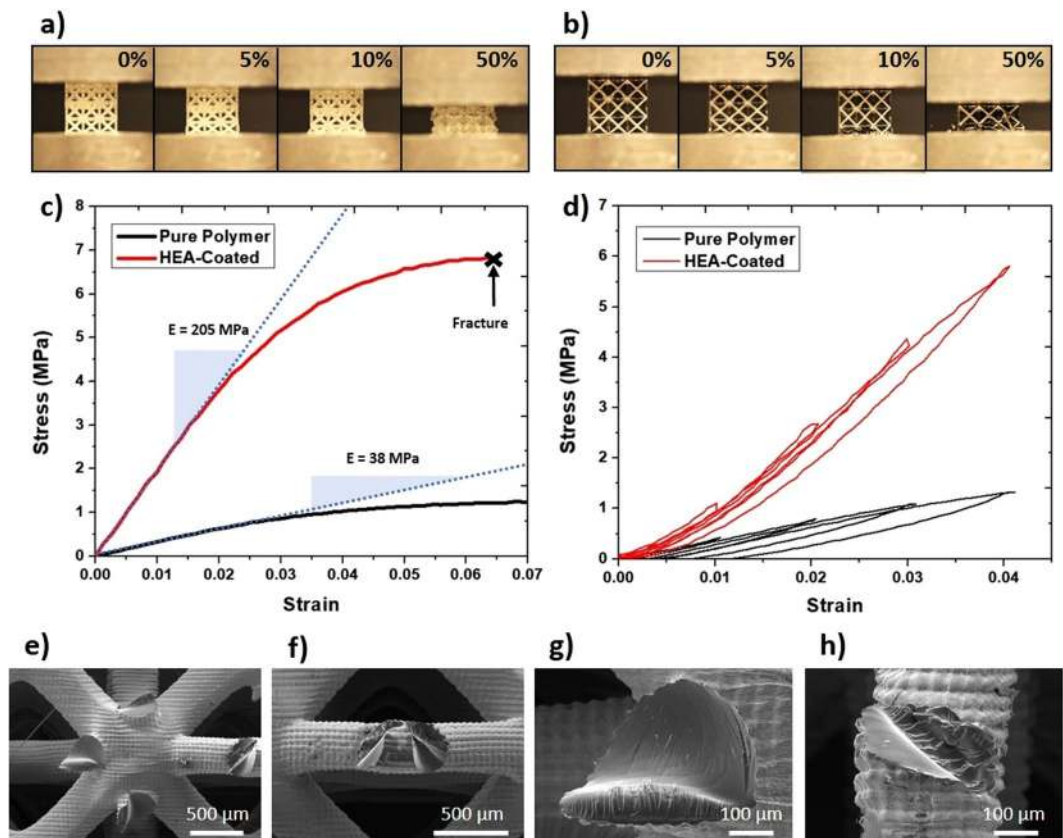 a)
0%
5%
10%
50%
b)
0%
5%
10%
50%
c)
8
7
6
5
4
3
2
1
0
0.00
0.01
0.02
0.03
0.04
0.05
0.06
0.07
Stress (MPa)
Strain
Pure Polymer
HEA-Coated
E = 205 MPa
E = 38 MPa
Fracture
d)
7
6
5
4
3
2
1
0
0.00
0.01
0.02
0.03
0.04
Stress (MPa)
Strain
Pure Polymer
HEA-Coated
e)
500 μm
f)
500 μm
g)
100 μm
h)
100 μm